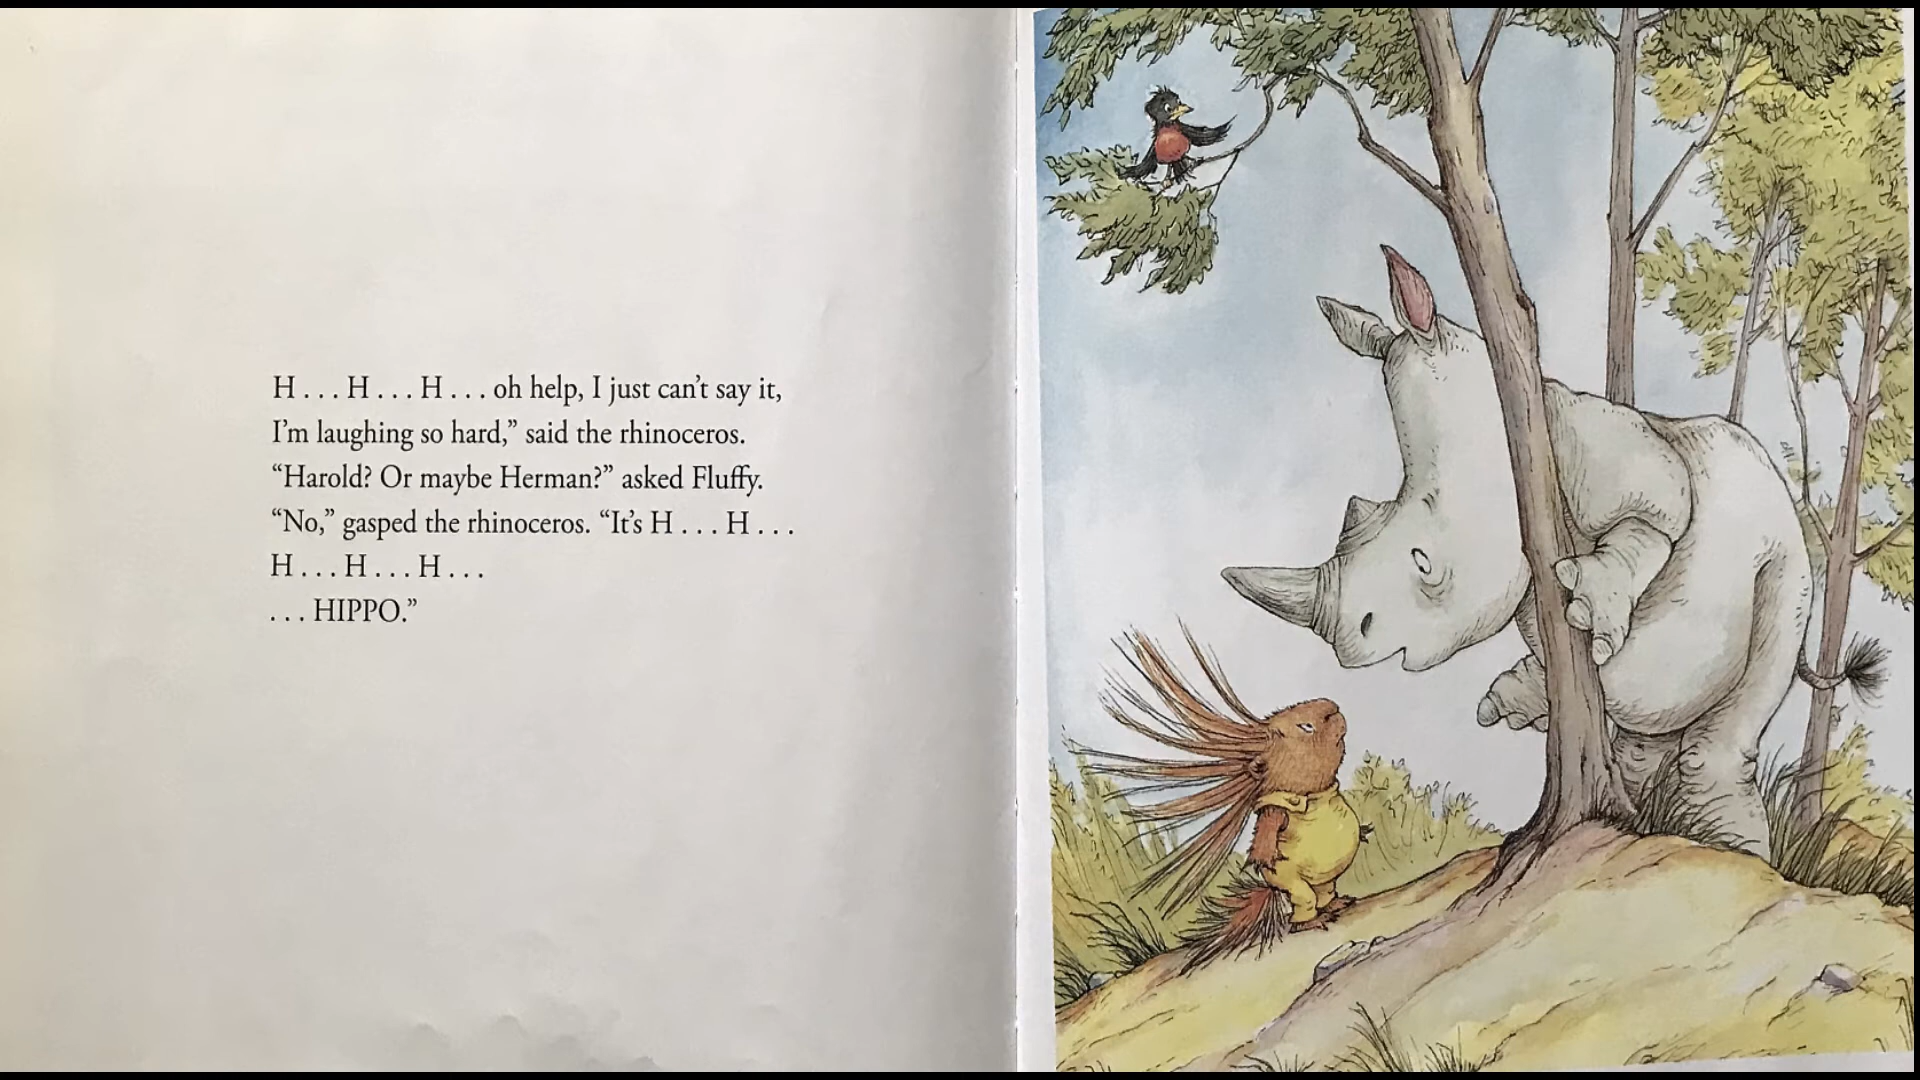 H . . . H . . . H . . . oh help, I just can’t say it,
I’m laughing so hard,” said the rhinoceros.
“Harold? Or maybe Herman?” asked Fluffy.
“No,” gasped the rhinoceros. “It’s H . . . H . . .
H . . . H . . . H . . .
. . . HIPPO.”